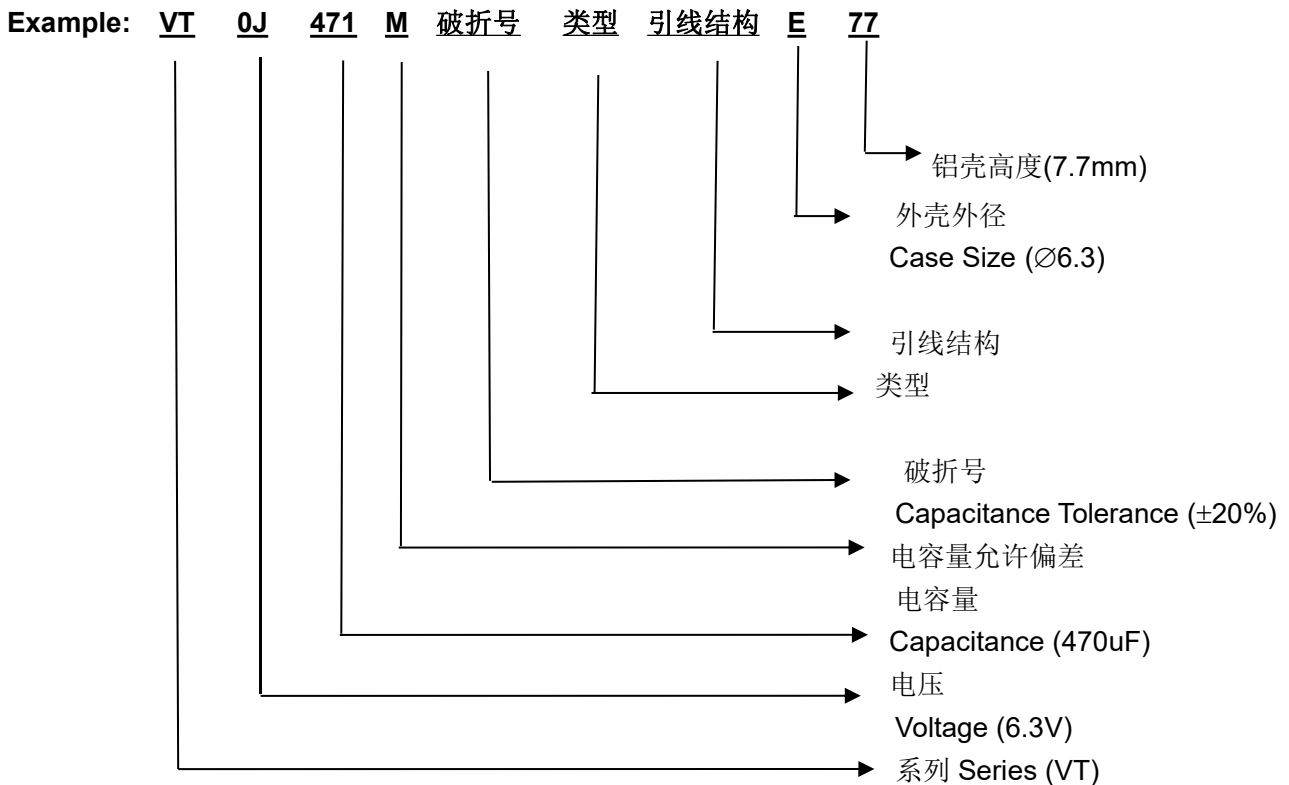 Example: VT 0J 471 M 破折号 类型 引线结构 E 77
铝壳高度(7.7mm)
外壳外径
Case Size (∅6.3)
引线结构
类型
破折号
Capacitance Tolerance (±20%)
电容量允许偏差
电容量
Capacitance (470uF)
电压
Voltage (6.3V)
系列 Series (VT)